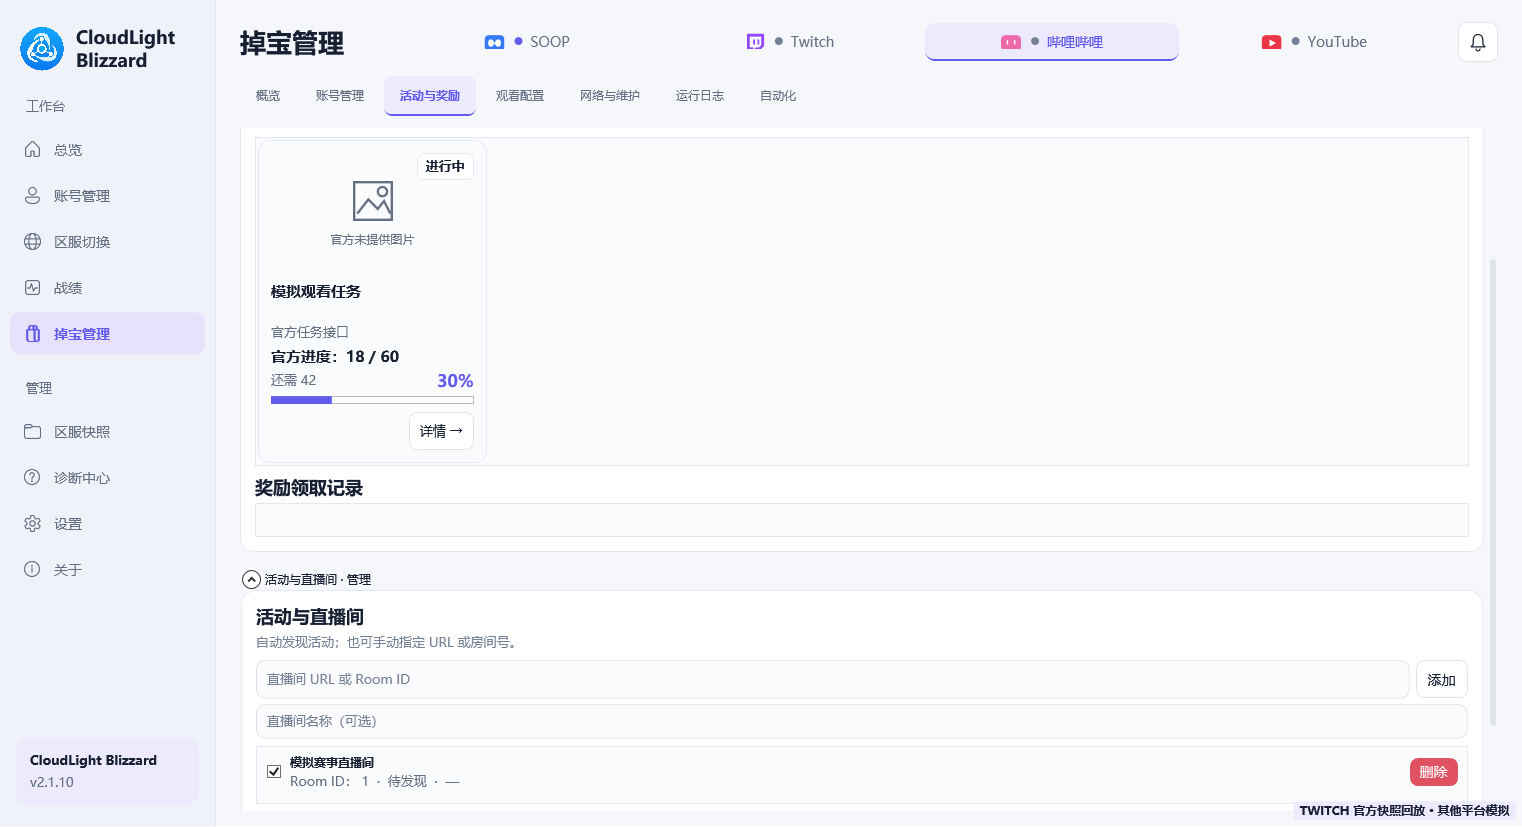 CloudLight
Blizzard
工作台
总览
账号管理
区服切换
战绩
掉宝管理
管理
区服快照
诊断中心
设置
关于
CloudLight Blizzard
v2.1.10
掉宝管理
SOOP
Twitch
哔哩哔哩
YouTube
概览
账号管理
活动与奖励
观看配置
网络与维护
运行日志
自动化
进行中
官方未提供图片
模拟观看任务
官方任务接口
官方进度：18 / 60
还需 42
30%
详情 →
奖励领取记录
活动与直播间 · 管理
活动与直播间
自动发现活动；也可手动指定 URL 或房间号。
直播间 URL 或 Room ID
添加
直播间名称（可选）
模拟赛事直播间
Room ID： 1 · 待发现 · —
删除
TWITCH 官方快照回放 • 其他平台模拟